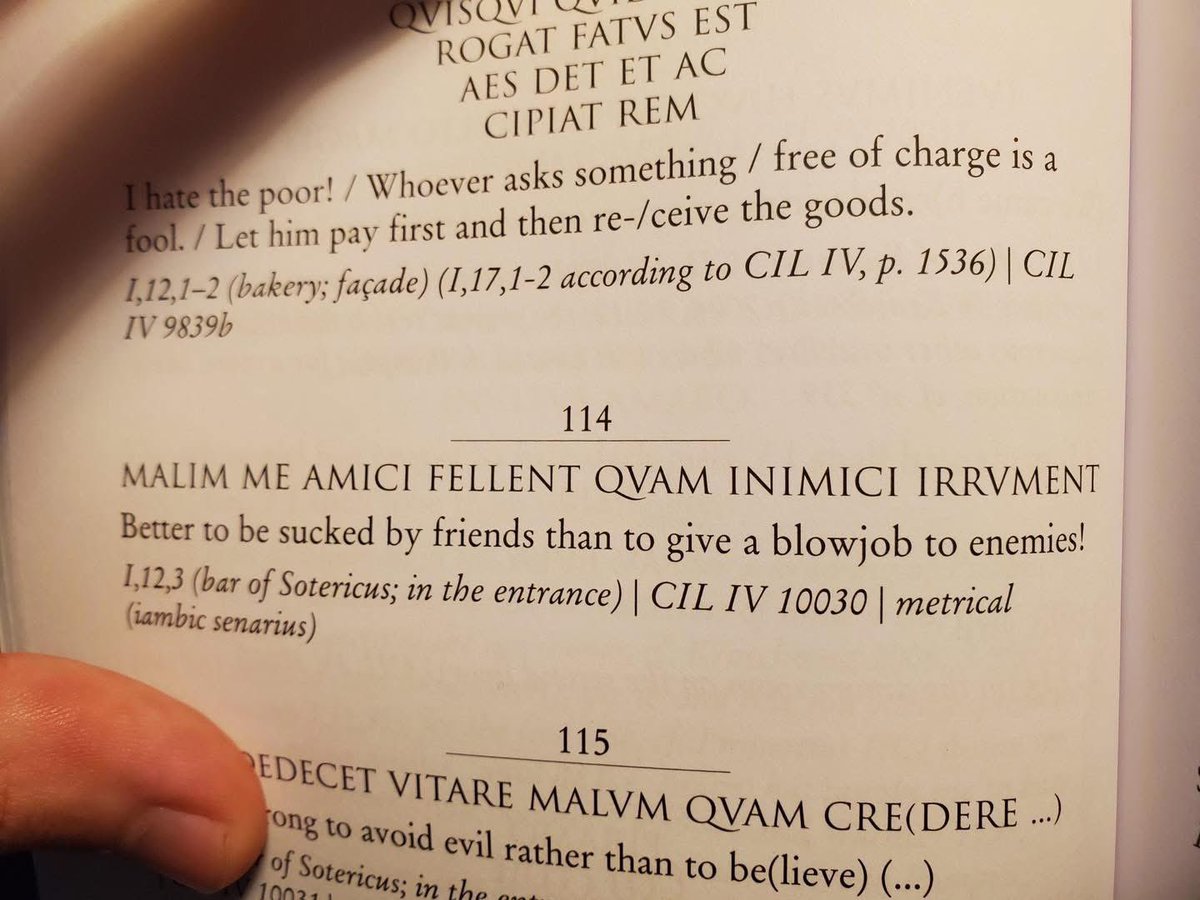 QVISQVI
ROGAT FATVS EST
AES DET ET AC
CIPIAT REM
I hate the poor! / Whoever asks something / free of charge is a
fool. / Let him pay first and then re-/ceive the goods.
I,12,1–2 (bakery; façade) (I,17,1-2 according to CIL IV, p. 1536) | CIL
IV 9839b
114
MALIM ME AMICI FELLENT QVAM INIMICI IRRVMENT
Better to be sucked by friends than to give a blowjob to enemies!
I,12,3 (bar of Sotericus; in the entrance) | CIL IV 10030 | metrical
(iambic senarius)
115
DEDECET VITARE MALVM QVAM CRE(DERE ...)
rong to avoid evil rather than to be(lieve) (...)
of Sotericus; in the
10031